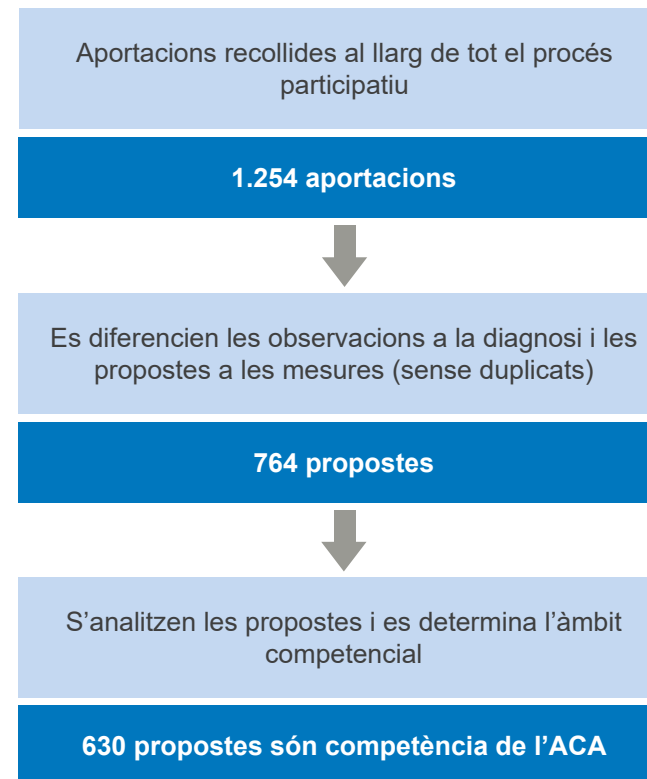 Aportacions recollides al llarg de tot el procés
participatiu
1.254 aportacions
Es diferencien les observacions a la diagnosi i les
propostes a les mesures (sense duplicats)
764 propostes
S’analitzen les propostes i es determina l’àmbit
competencial
630 propostes són competència de l’ACA